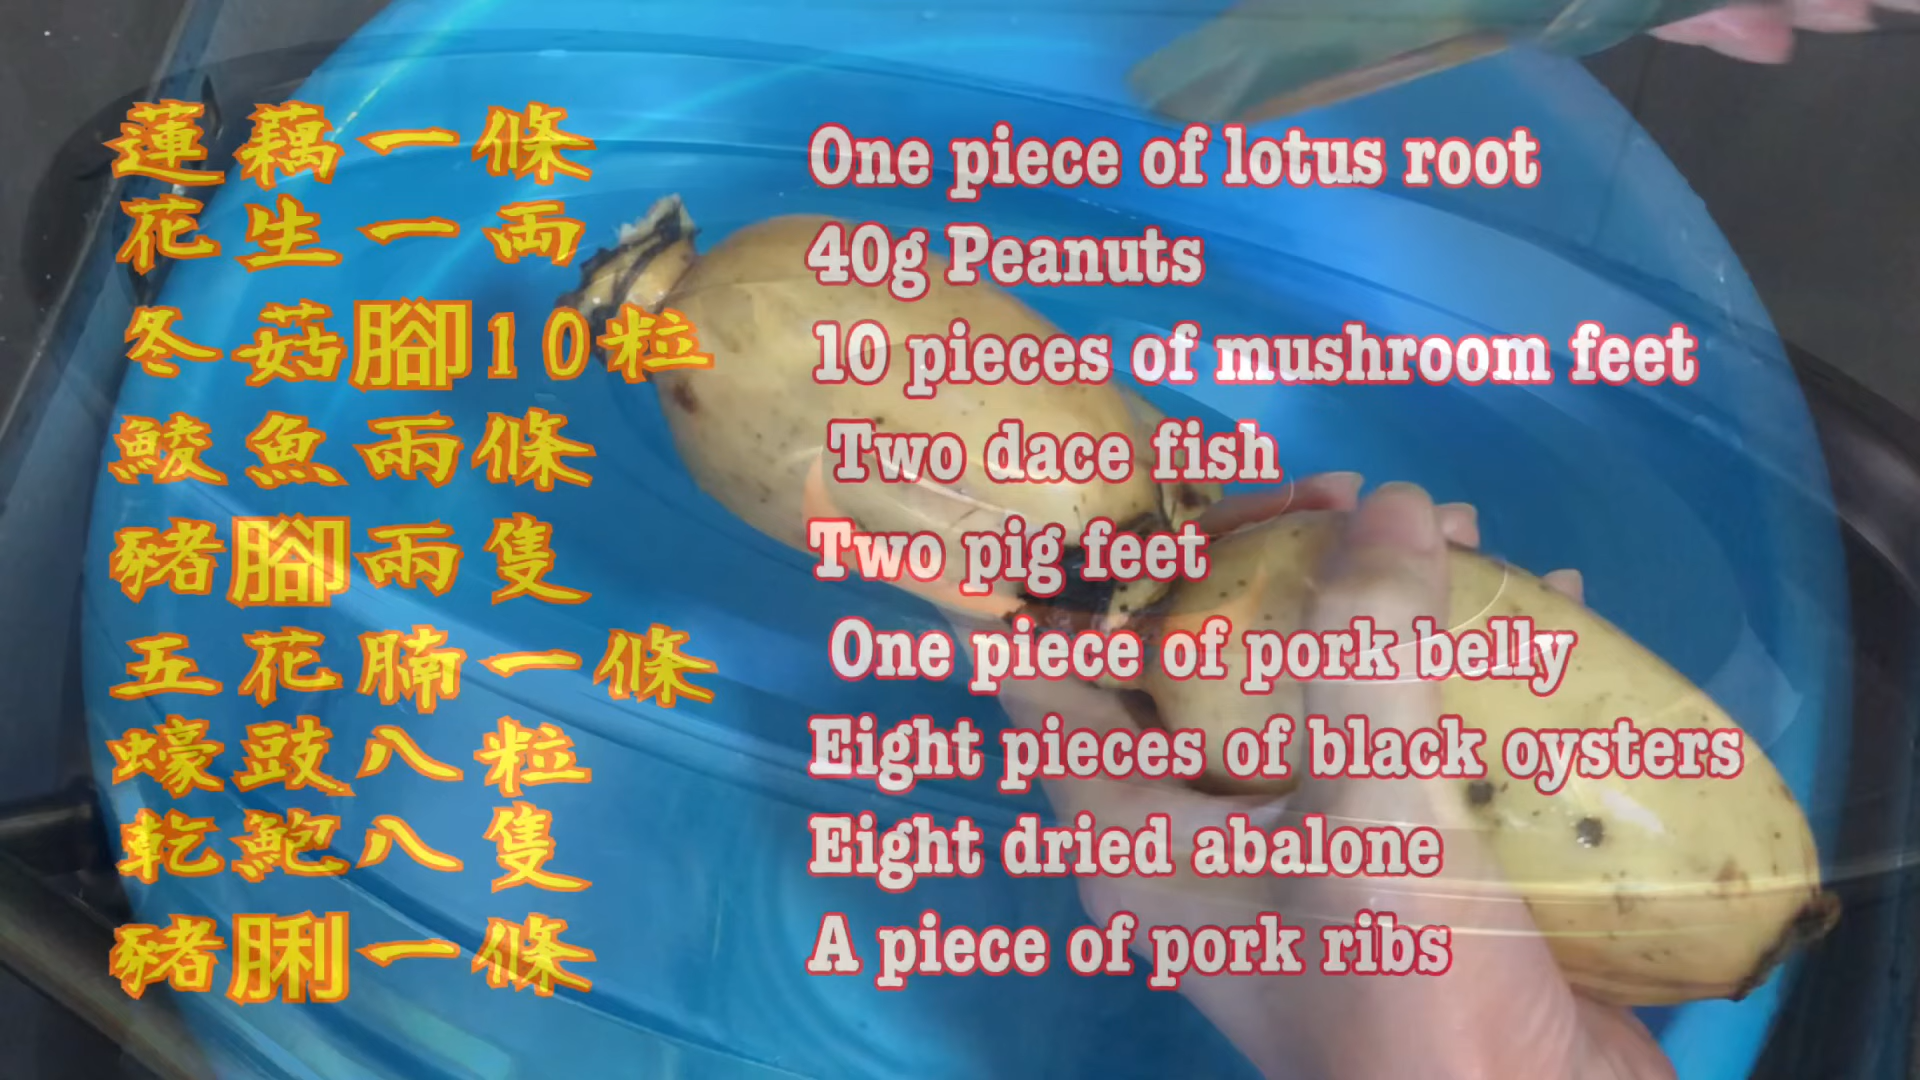 蓮藕一條
One piece of lotus root
花生一両
40g Peanuts
冬菇腳10粒
10 pieces of mushroom feet
鯪魚兩條
Two dace fish
豬腳兩隻
Two pig feet
五花腩一條
One piece of pork belly
蠔豉八粒
Eight pieces of black oysters
乾鮑八隻
Eight dried abalone
豬脷一條
A piece of pork ribs